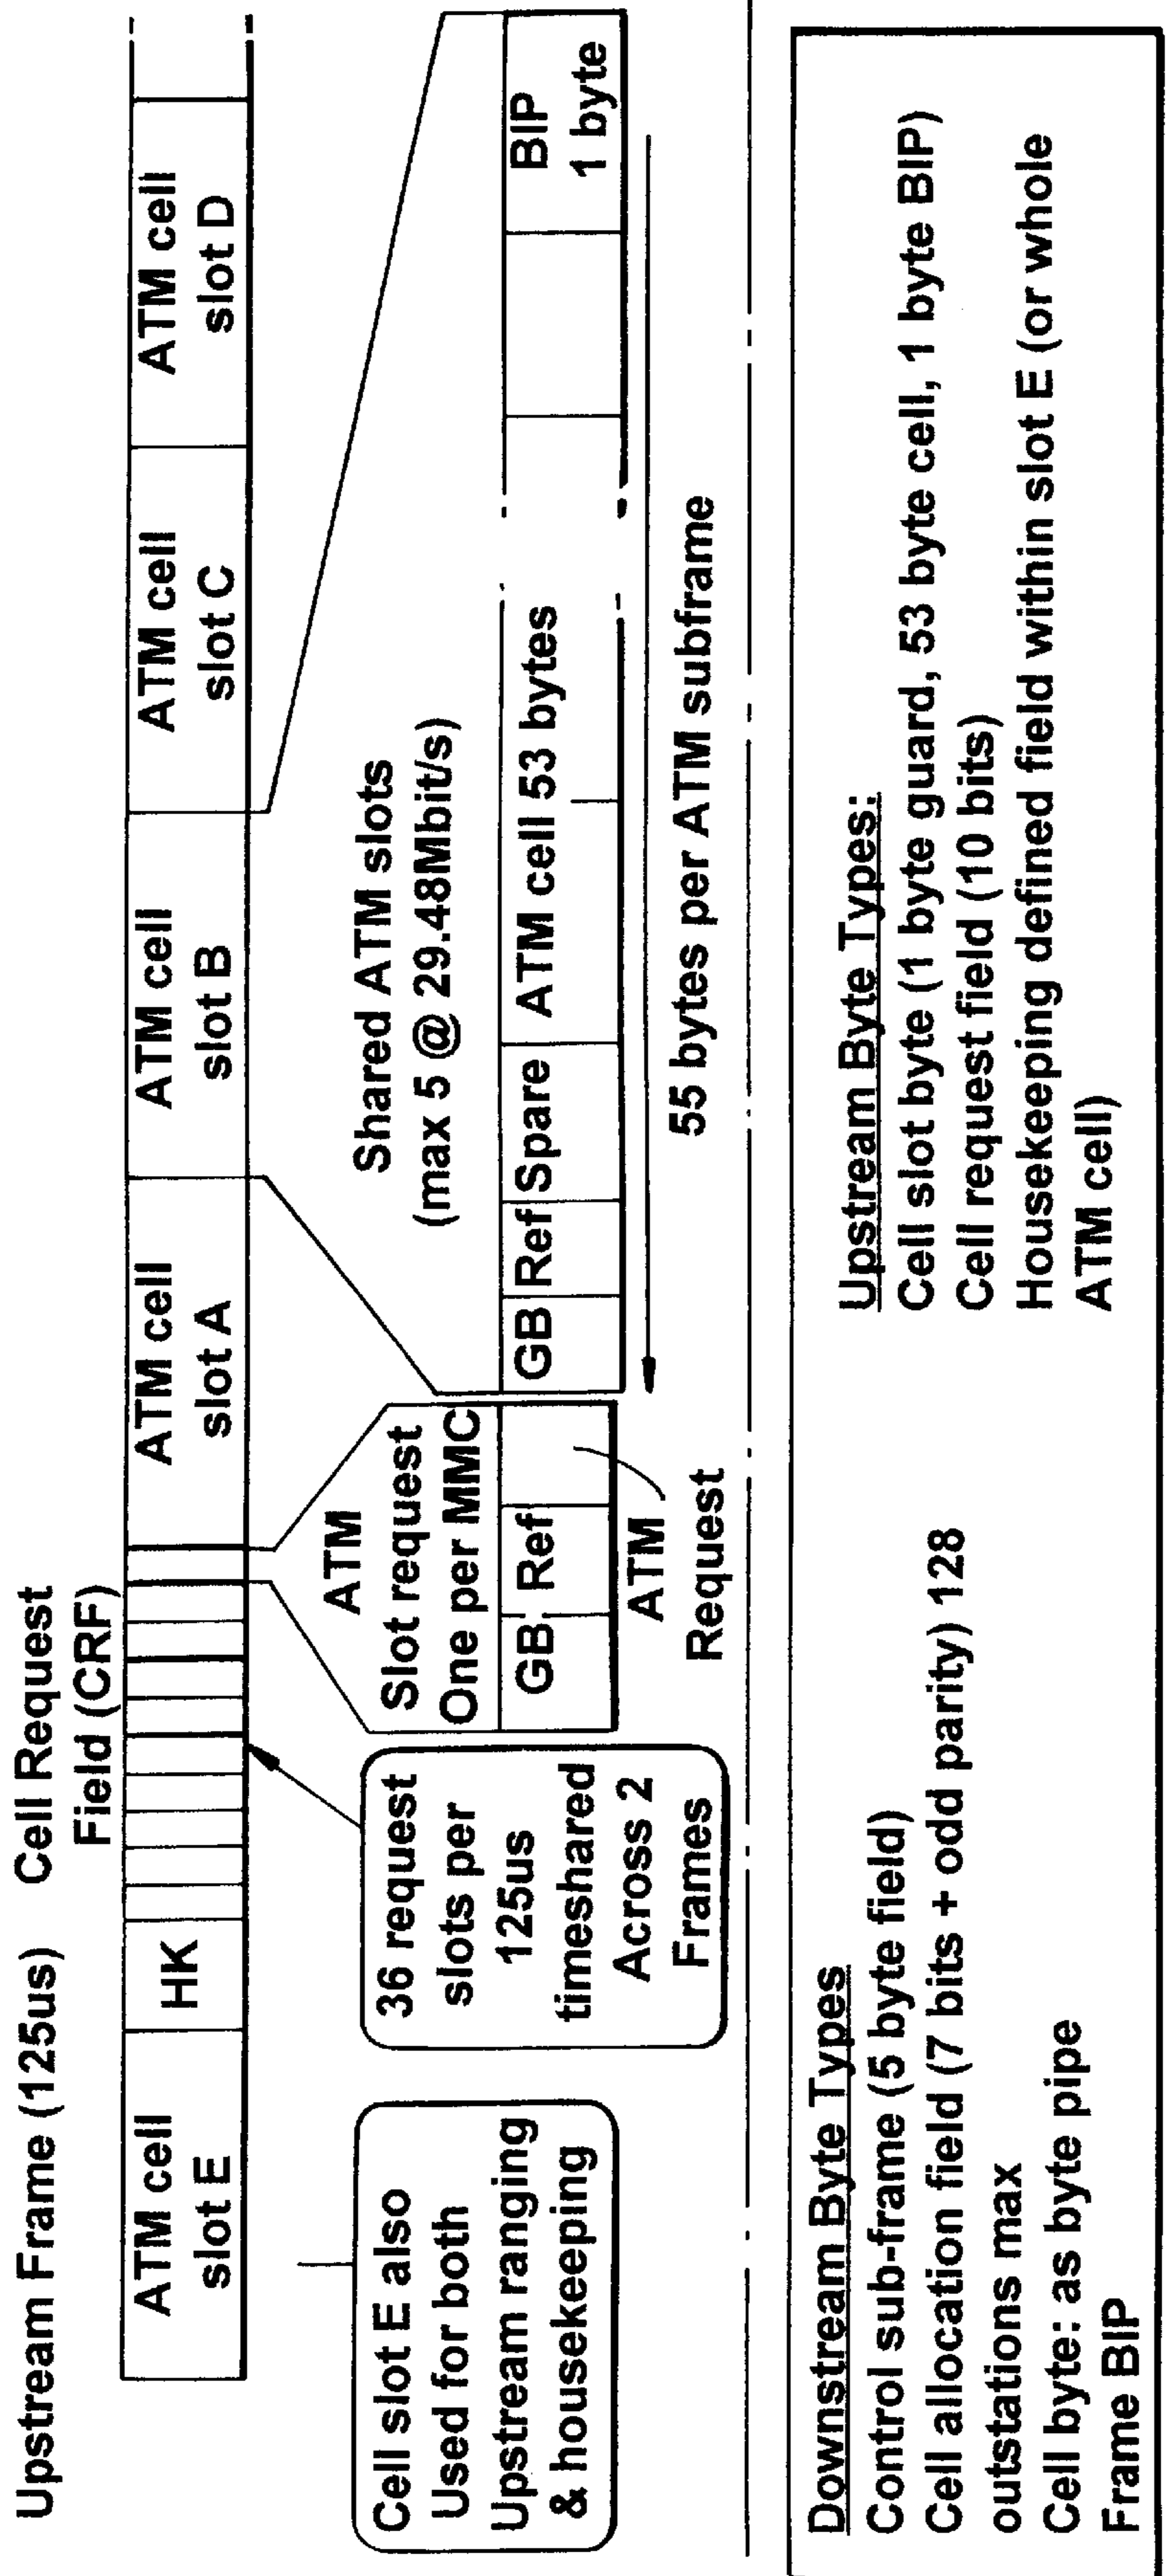 Upstream Frame (125us)
Cell Request
Field (CRF)
ATM cell
slot E
HK
ATM cell
slot A
ATM cell
slot B
ATM cell
slot C
ATM cell
slot D
Cell slot E also
Used for both
Upstream ranging
& housekeeping
36 request
slots per
125us
timeshared
Across 2
Frames
ATM
Slot request
One per MMC
GB Ref
ATM
Request
Shared ATM slots
(max 5 @ 29.48Mbit/s)
GB Ref Spare ATM cell 53 bytes
BIP
1 byte
55 bytes per ATM subframe
Downstream Byte Types
Control sub-frame (5 byte field)
Cell allocation field (7 bits + odd parity) 128
outstations max
Cell byte: as byte pipe
Frame BIP
Upstream Byte Types:
Cell slot byte (1 byte guard, 53 byte cell, 1 byte BIP)
Cell request field (10 bits)
Housekeeping defined field within slot E (or whole
ATM cell)